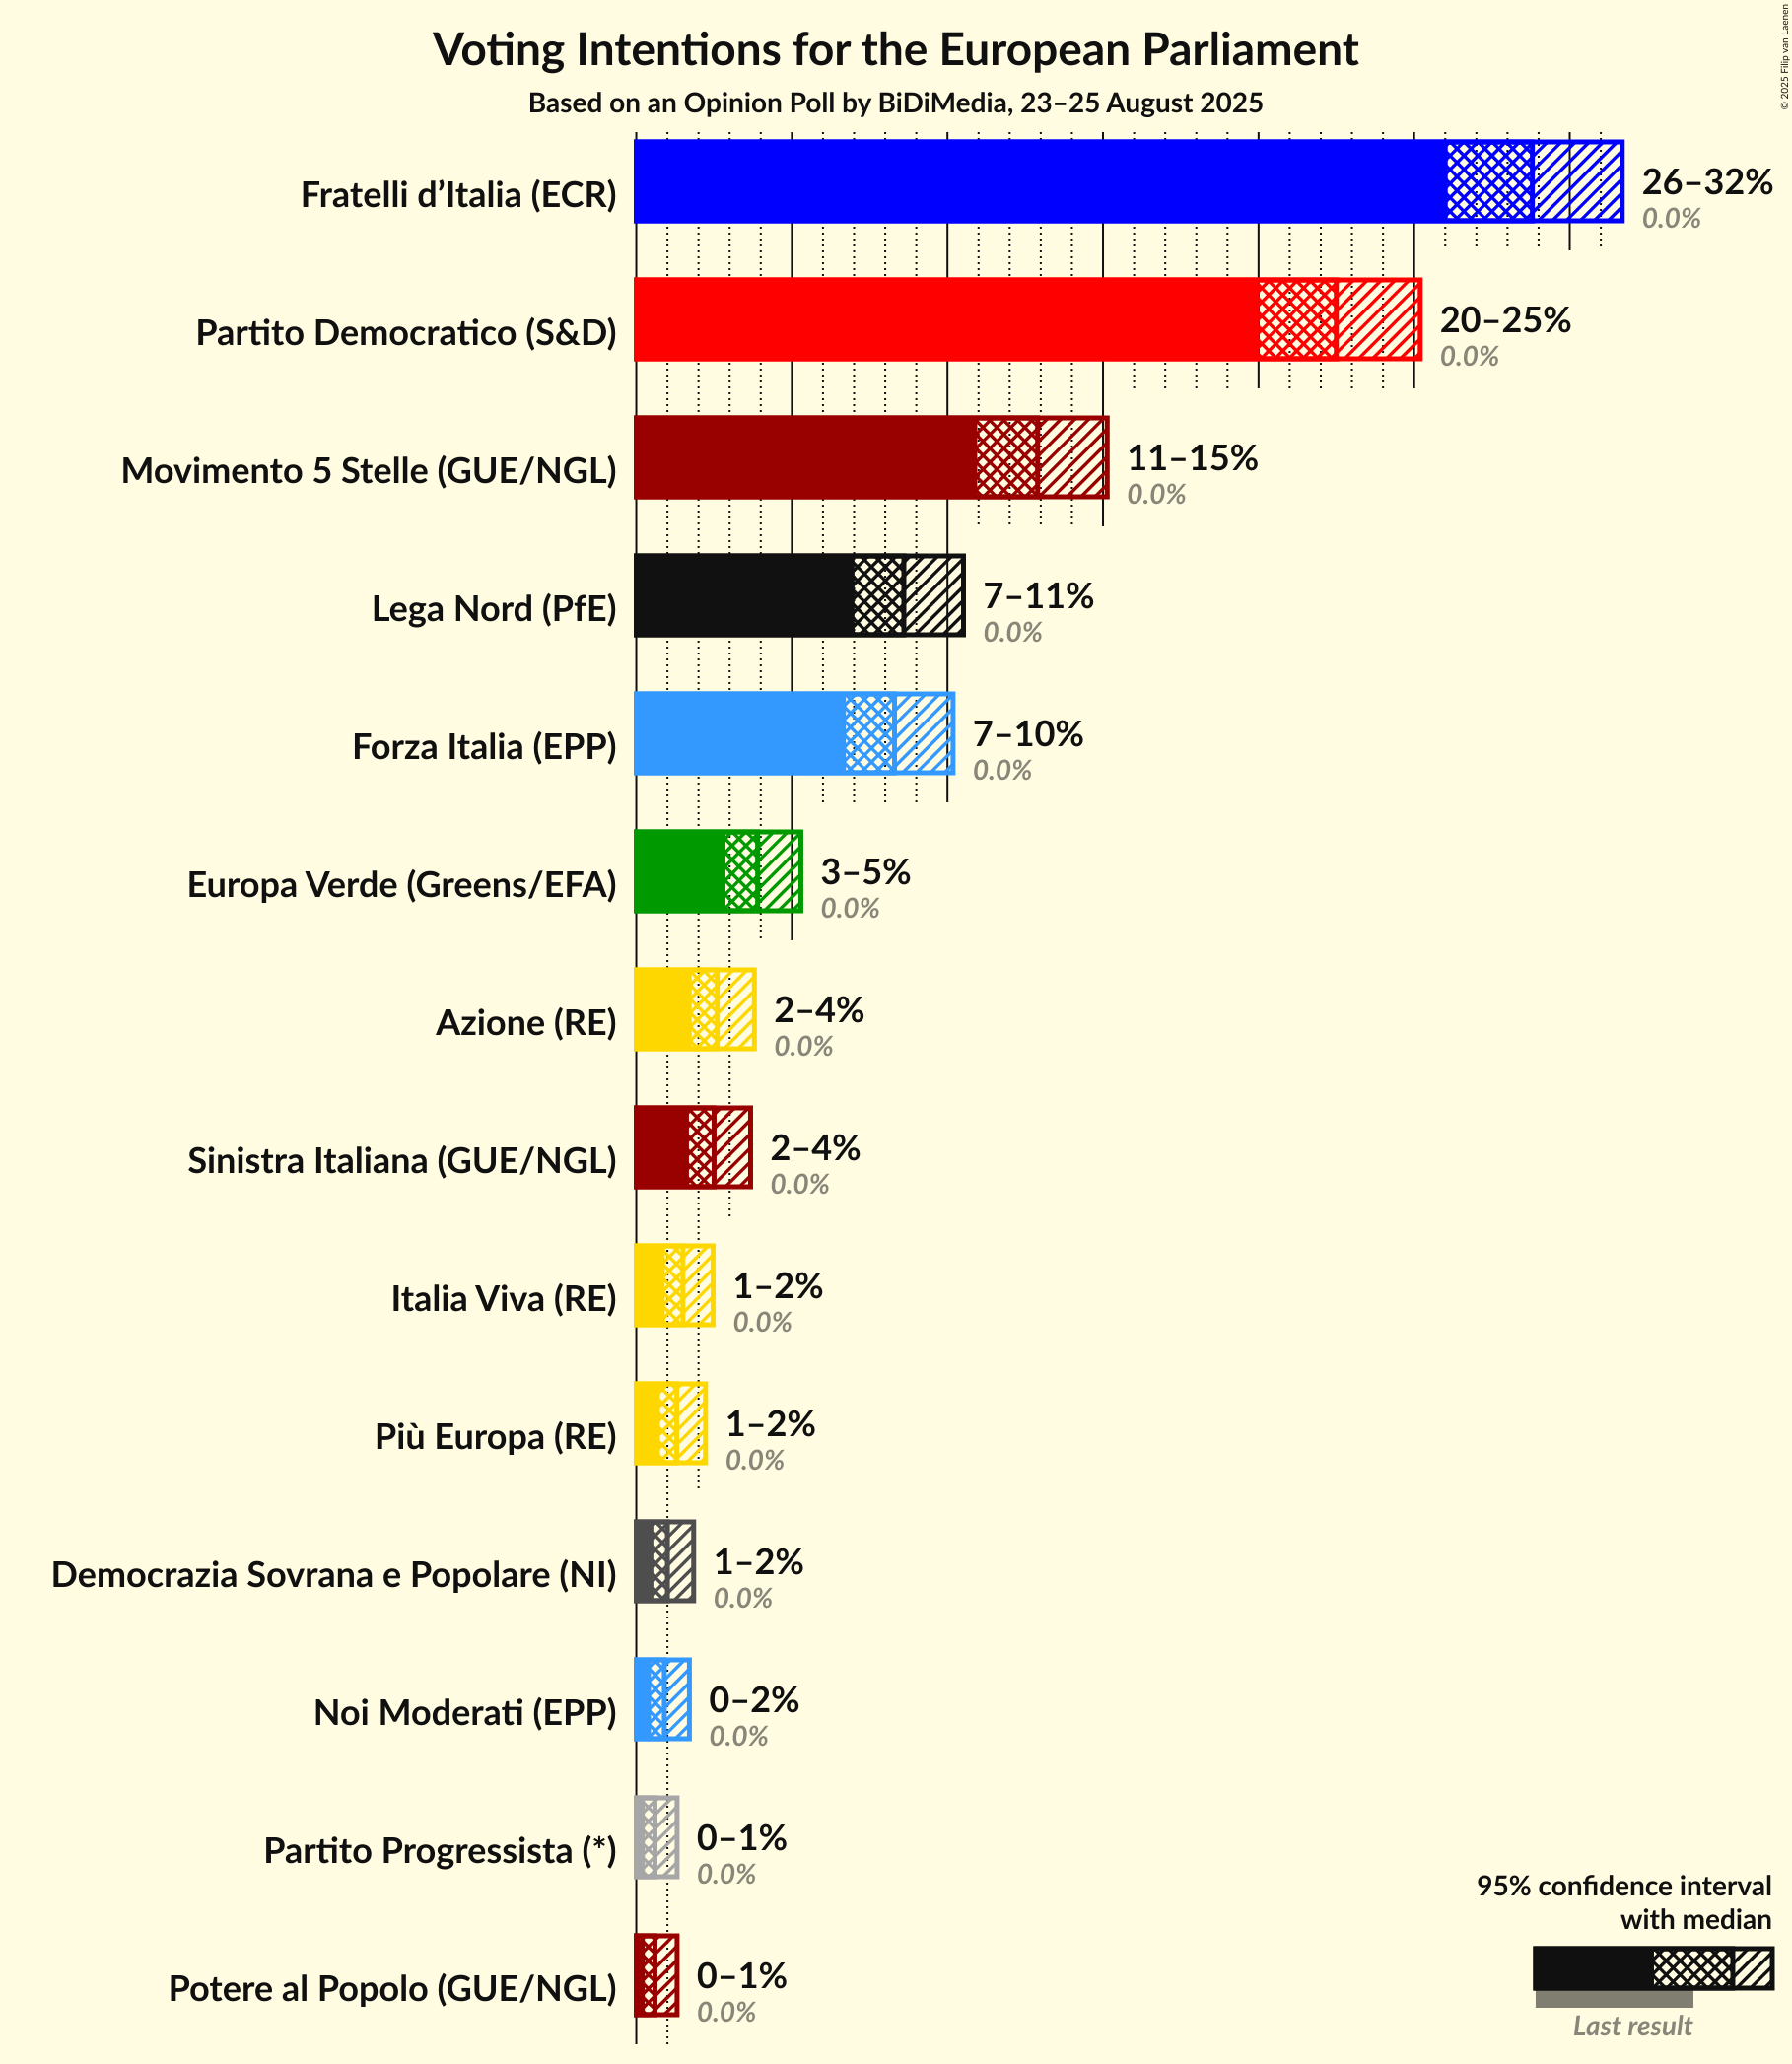 Voting Intentions for the European Parliament
Based on an Opinion Poll by BiDiMedia, 23–25 August 2025
© 2025 Filip van Laenen
Fratelli d’Italia (ECR)
26–32%
0.0%
Partito Democratico (S&D)
20–25%
0.0%
Movimento 5 Stelle (GUE/NGL)
11–15%
0.0%
Lega Nord (PfE)
7–11%
0.0%
Forza Italia (EPP)
7–10%
0.0%
Europa Verde (Greens/EFA)
3–5%
0.0%
Azione (RE)
2–4%
0.0%
Sinistra Italiana (GUE/NGL)
2–4%
0.0%
Italia Viva (RE)
1–2%
0.0%
Più Europa (RE)
1–2%
0.0%
Democrazia Sovrana e Popolare (NI)
1–2%
0.0%
Noi Moderati (EPP)
0–2%
0.0%
Partito Progressista (*)
0–1%
0.0%
Potere al Popolo (GUE/NGL)
0–1%
0.0%
95% confidence interval
with median
Last result